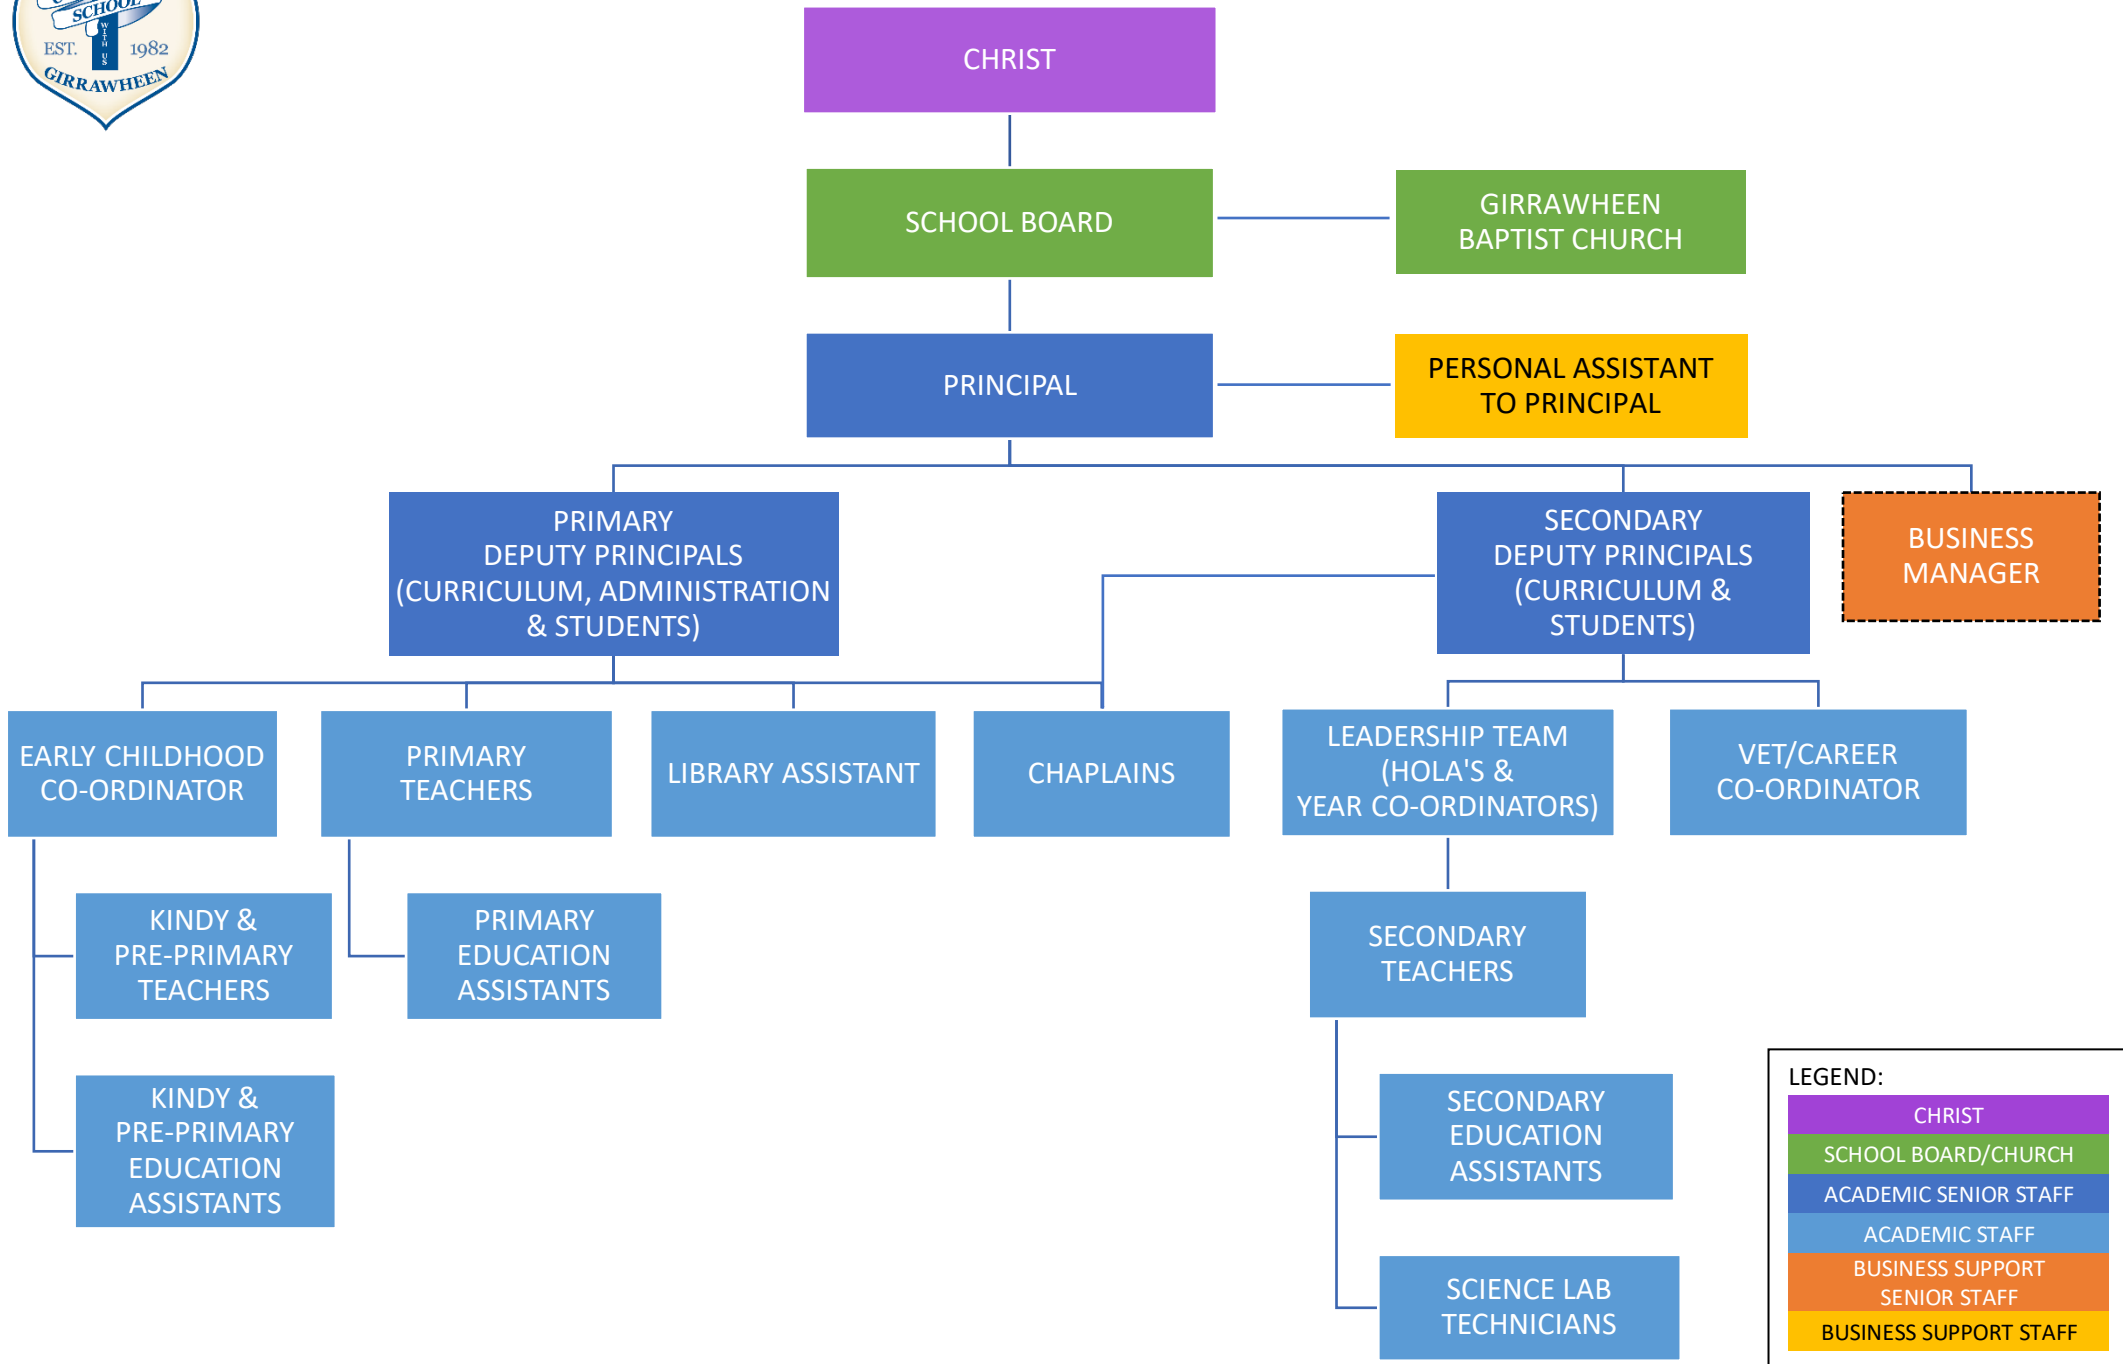 SCHOOL
WITH US
EST. 1982
GIRRAWHEEN
CHRIST
SCHOOL BOARD
GIRRAWHEEN
BAPTIST CHURCH
PRINCIPAL
PERSONAL ASSISTANT
TO PRINCIPAL
PRIMARY
DEPUTY PRINCIPALS
(CURRICULUM, ADMINISTRATION
& STUDENTS)
SECONDARY
DEPUTY PRINCIPALS
(CURRICULUM &
STUDENTS)
BUSINESS
MANAGER
EARLY CHILDHOOD
CO-ORDINATOR
PRIMARY
TEACHERS
LIBRARY ASSISTANT
CHAPLAINS
LEADERSHIP TEAM
(HOLA'S &
YEAR CO-ORDINATORS)
VET/CAREER
CO-ORDINATOR
KINDY &
PRE-PRIMARY
TEACHERS
PRIMARY
EDUCATION
ASSISTANTS
SECONDARY
TEACHERS
KINDY &
PRE-PRIMARY
EDUCATION
ASSISTANTS
SECONDARY
EDUCATION
ASSISTANTS
SCIENCE LAB
TECHNICIANS
LEGEND:
CHRIST
SCHOOL BOARD/CHURCH
ACADEMIC SENIOR STAFF
ACADEMIC STAFF
BUSINESS SUPPORT
SENIOR STAFF
BUSINESS SUPPORT STAFF